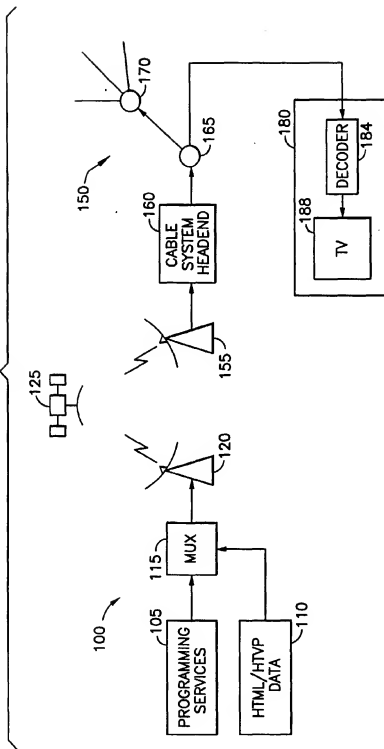 100
105
PROGRAMMING
SERVICES
HTML/HTVP
DATA
110
115
MUX
120
125
150
155
160
CABLE
SYSTEM
HEADEND
165
170
180
188
TV
DECODER
184